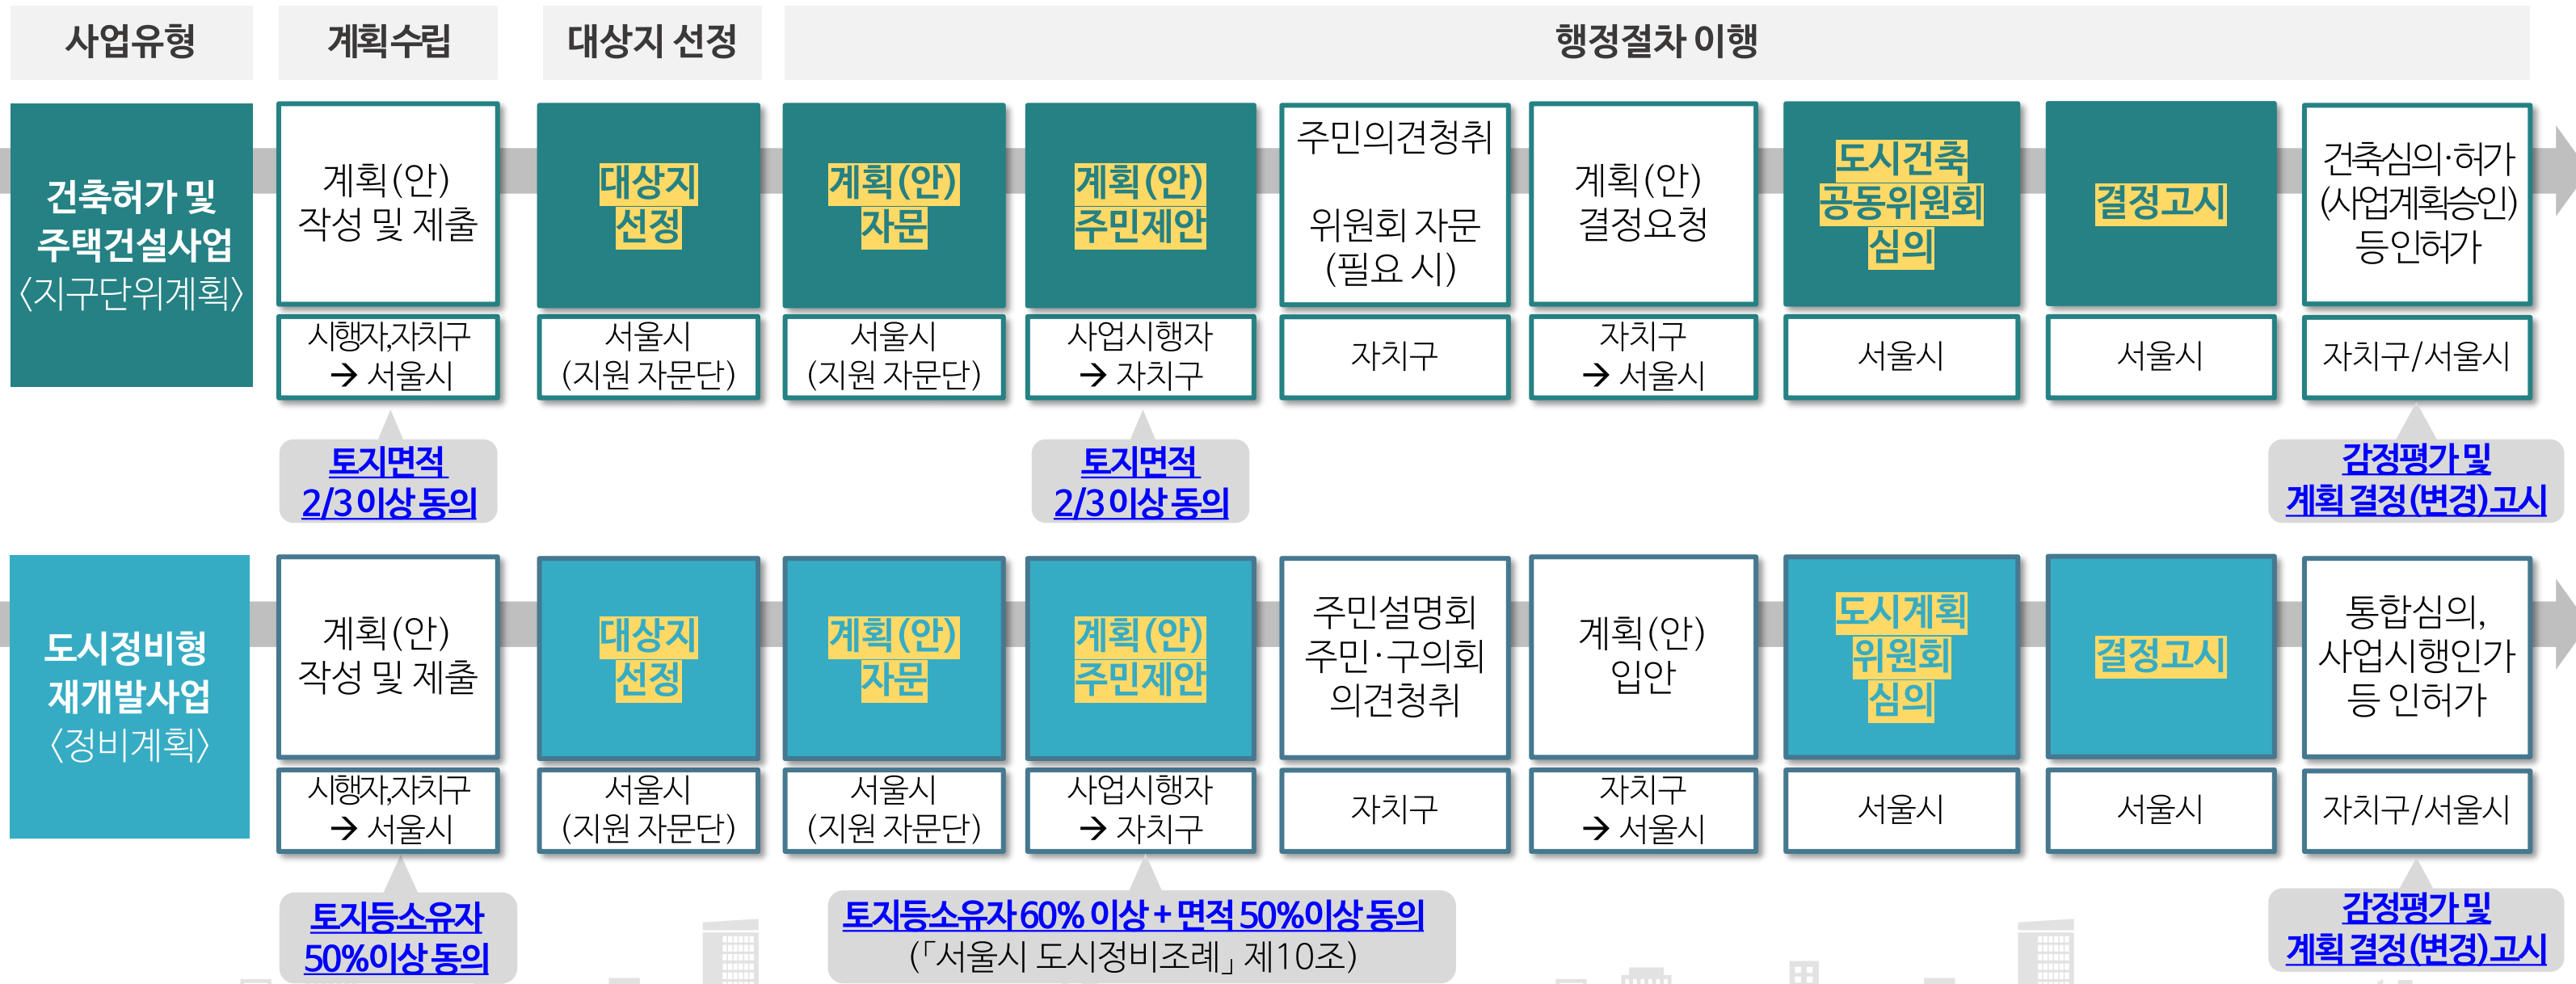 사업유형
계획수립
대상지 선정
행정절차 이행
건축허가 및
주택건설사업
〈지구단위계획〉
계획(안)
작성 및 제출
대상지
선정
계획(안)
자문
계획(안)
주민제안
주민의견청취
위원회 자문
(필요 시)
계획(안)
결정요청
도시건축
공동위원회
심의
결정고시
건축심의·허가
(사업계획승인)
등 인허가
시행자,자치구
→ 서울시
서울시
(지원 자문단)
서울시
(지원 자문단)
사업시행자
→ 자치구
자치구
자치구
→ 서울시
서울시
서울시
자치구/서울시
토지면적
2/3 이상 동의
토지면적
2/3 이상 동의
감정평가 및
계획 결정(변경)고시
도시정비형
재개발사업
〈정비계획〉
계획(안)
작성 및 제출
대상지
선정
계획(안)
자문
계획(안)
주민제안
주민설명회
주민·구의회
의견청취
계획(안)
입안
도시계획
위원회
심의
결정고시
통합심의,
사업시행인가
등 인허가
시행자,자치구
→ 서울시
서울시
(지원 자문단)
서울시
(지원 자문단)
사업시행자
→ 자치구
자치구
자치구
→ 서울시
서울시
서울시
자치구/서울시
토지등소유자
50%이상 동의
토지등소유자 60% 이상 + 면적 50%이상 동의
(「서울시 도시정비조례」 제10조)
감정평가 및
계획 결정(변경)고시